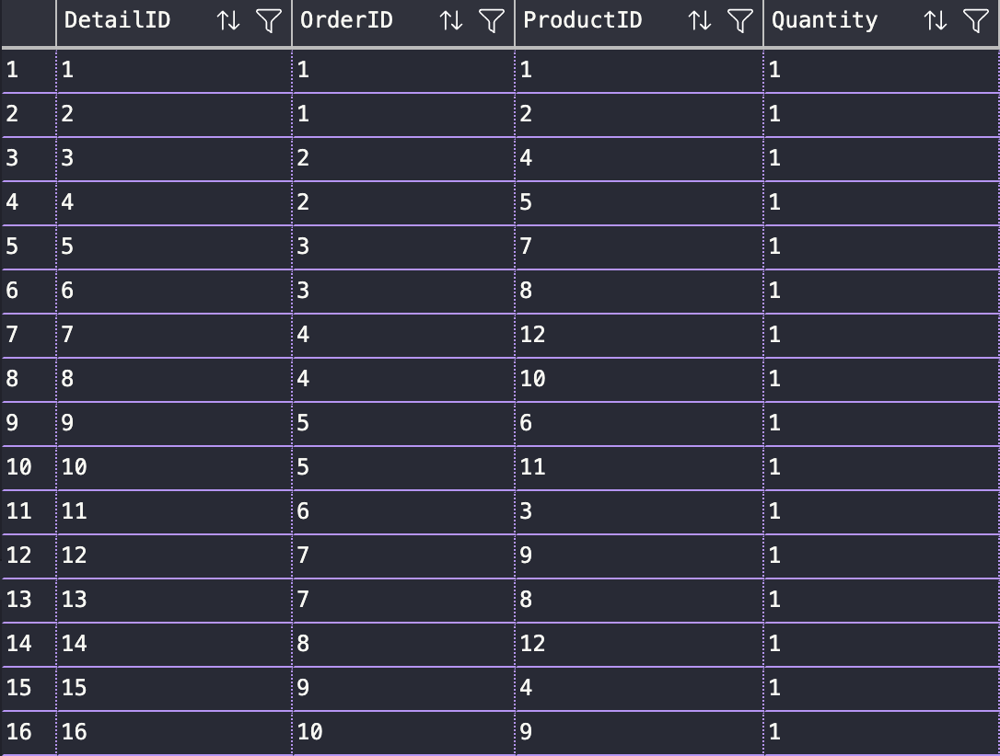 DetailID OrderID ProductID Quantity
1 1 1 1 1
2 2 1 2 1
3 3 2 4 1
4 4 2 5 1
5 5 3 7 1
6 6 3 8 1
7 7 4 12 1
8 8 4 10 1
9 9 5 6 1
10 10 5 11 1
11 11 6 3 1
12 12 7 9 1
13 13 7 8 1
14 14 8 12 1
15 15 9 4 1
16 16 10 9 1